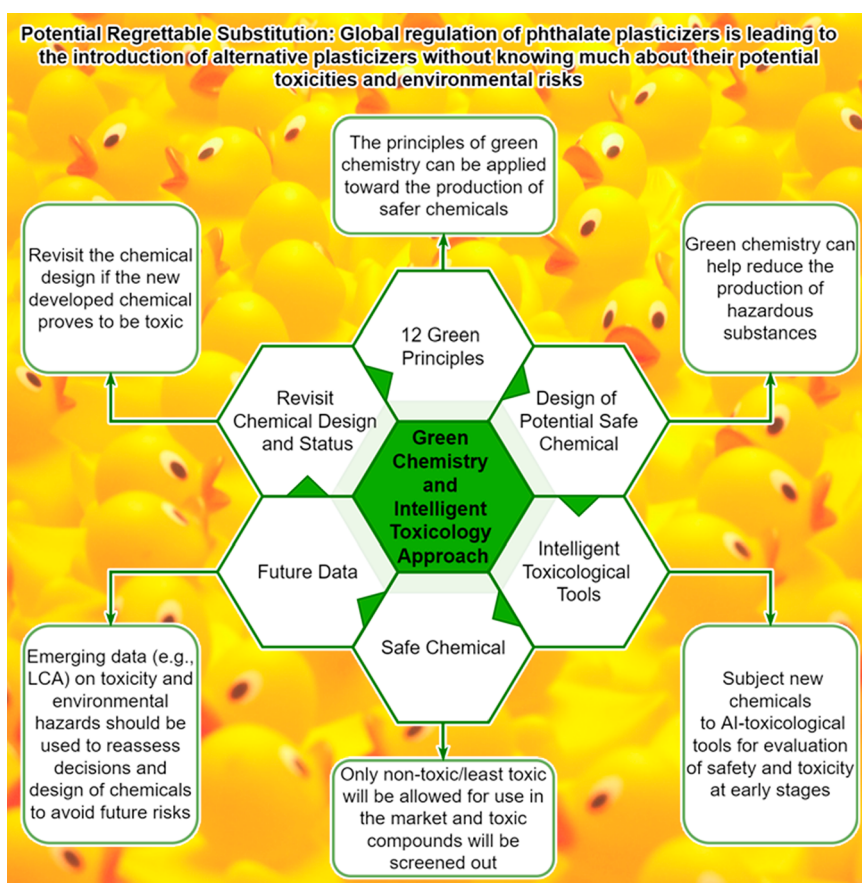 Potential Regrettable Substitution: Global regulation of phthalate plasticizers is leading to
the introduction of alternative plasticizers without knowing much about their potential
toxicities and environmental risks
The principles of green
chemistry can be applied
toward the production of
safer chemicals
Revisit the chemical
design if the new
developed chemical
proves to be toxic
Green chemistry can
help reduce the
production of
hazardous
substances
12 Green
Principles
Revisit
Chemical Design
and Status
Design of
Potential Safe
Chemical
Green
Chemistry
and
Intelligent
Toxicology
Approach
Future Data
Intelligent
Toxicological
Tools
Safe Chemical
Emerging data (e.g.,
LCA) on toxicity and
environmental
hazards should be
used to reassess
decisions and
design of chemicals
to avoid future risks
Subject new
chemicals
to AI-toxicological
tools for evaluation
of safety and toxicity
at early stages
Only non-toxic/least toxic
will be allowed for use in
the market and toxic
compounds will be
screened out